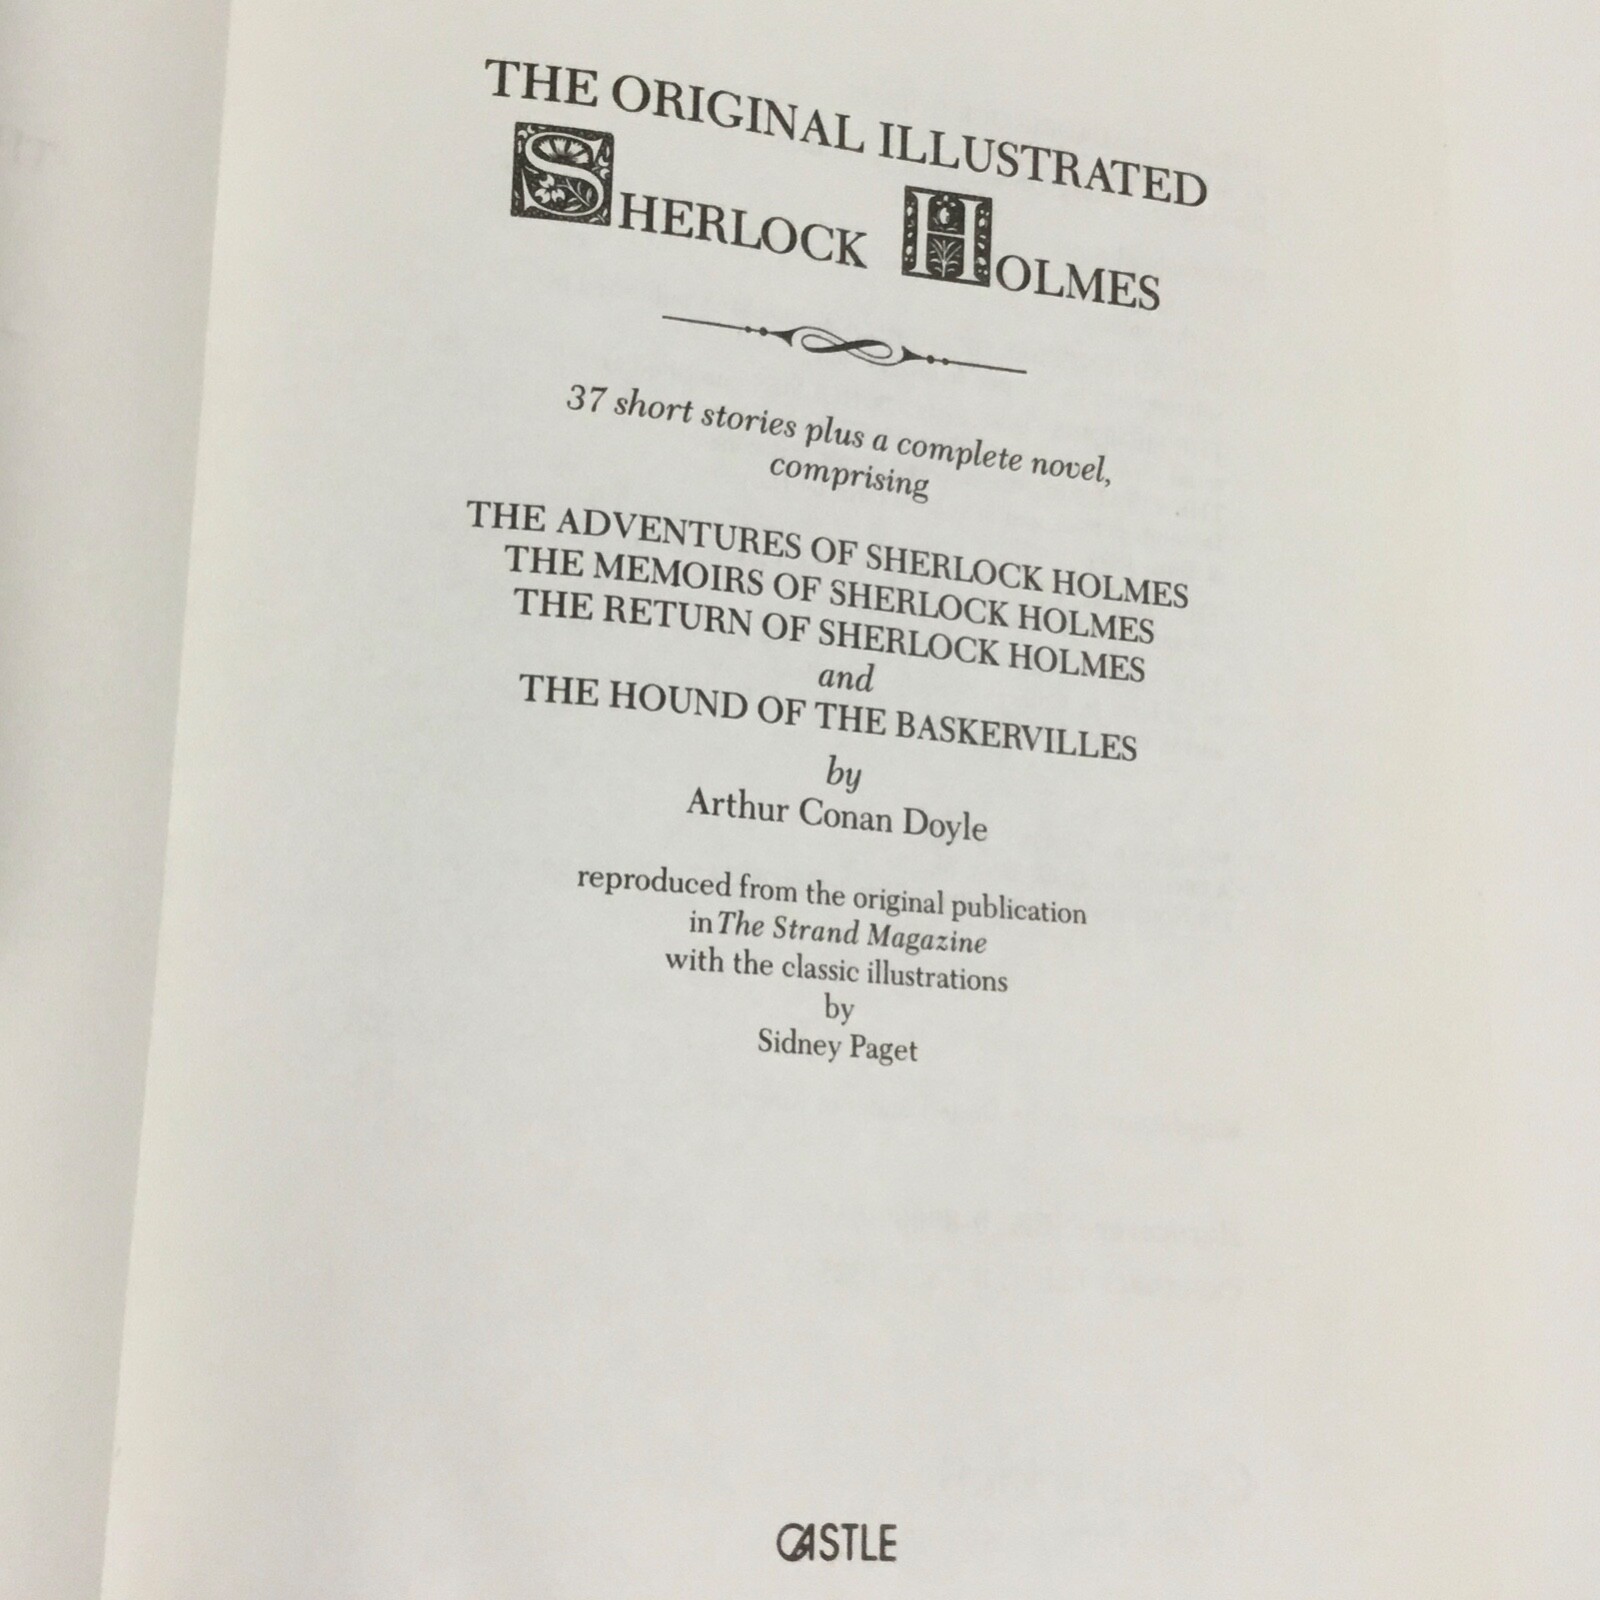 THE ORIGINAL ILLUSTRATED
SHERLOCK HOLMES
37 short stories plus a complete novel,
comprising
THE ADVENTURES OF SHERLOCK HOLMES
THE MEMOIRS OF SHERLOCK HOLMES
THE RETURN OF SHERLOCK HOLMES
and
THE HOUND OF THE BASKERVILLES
by
Arthur Conan Doyle
reproduced from the original publication
in The Strand Magazine
with the classic illustrations
by
Sidney Paget
CASTLE